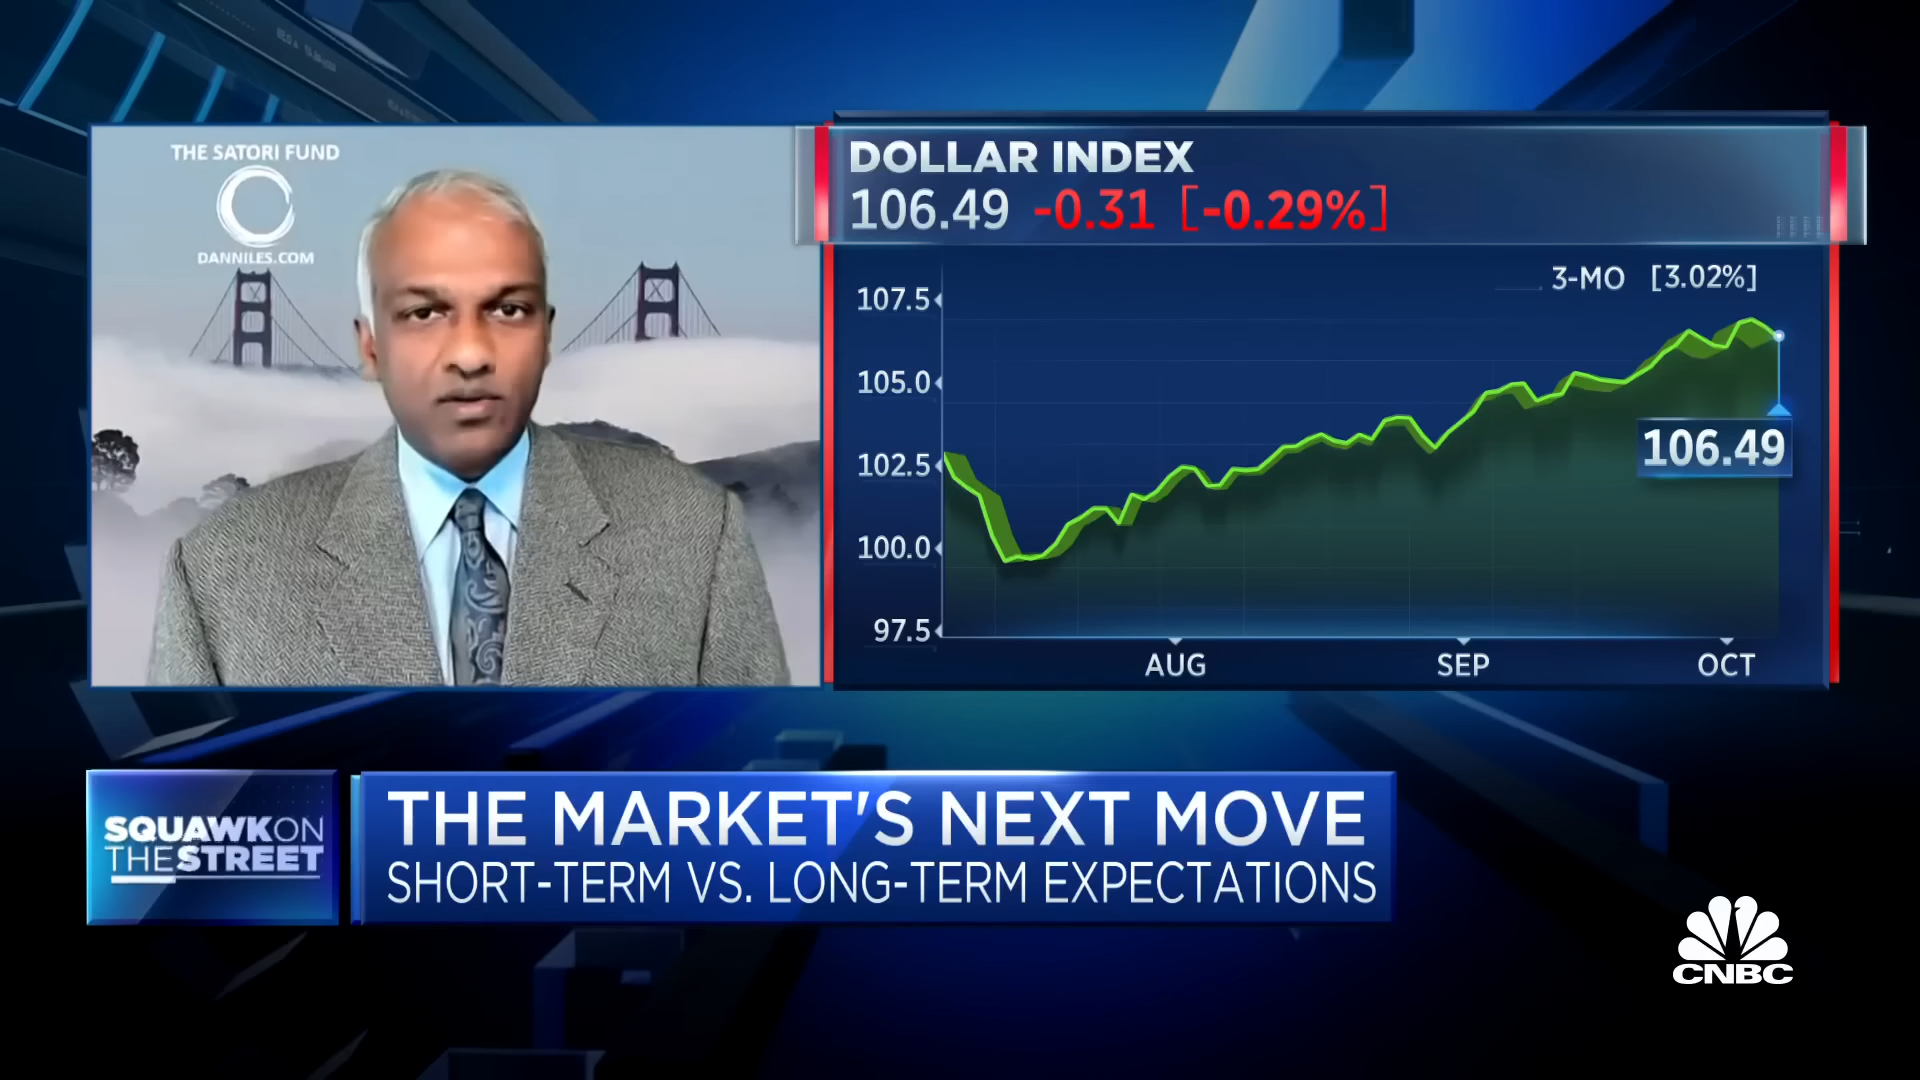 THE SATORI FUND
DANNILES.COM
DOLLAR INDEX
106.49 -0.31 [-0.29%]
3-MO [3.02%]
107.5
105.0
102.5
100.0
97.5
106.49
AUG SEP OCT
SQUAWK ON
THE STREET
THE MARKET'S NEXT MOVE
SHORT-TERM VS. LONG-TERM EXPECTATIONS
CNBC